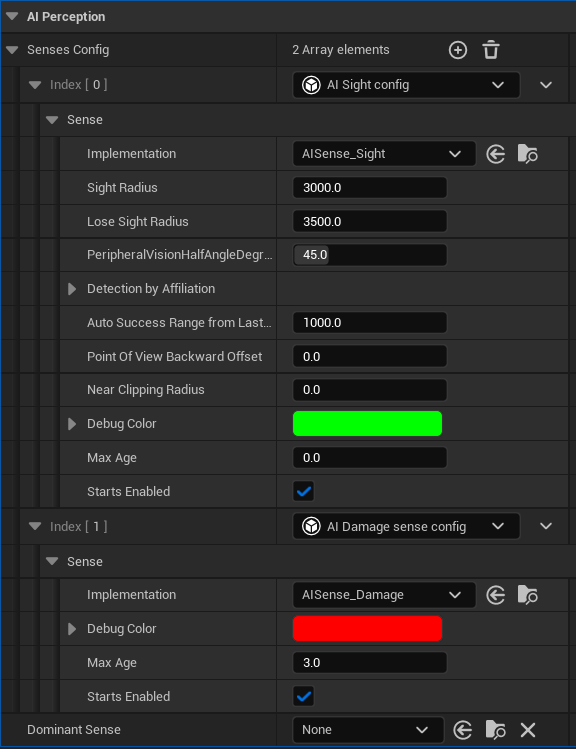 AI Perception
Senses Config 2 Array elements
Index [ 0 ] AI Sight config
Sense
Implementation AISense_Sight
Sight Radius 3000.0
Lose Sight Radius 3500.0
PeripheralVisionHalfAngleDegr... 45.0
Detection by Affiliation
Auto Success Range from Last... 1000.0
Point Of View Backward Offset 0.0
Near Clipping Radius 0.0
Debug Color
Max Age 0.0
Starts Enabled
Index [ 1 ] AI Damage sense config
Sense
Implementation AISense_Damage
Debug Color
Max Age 3.0
Starts Enabled
Dominant Sense None